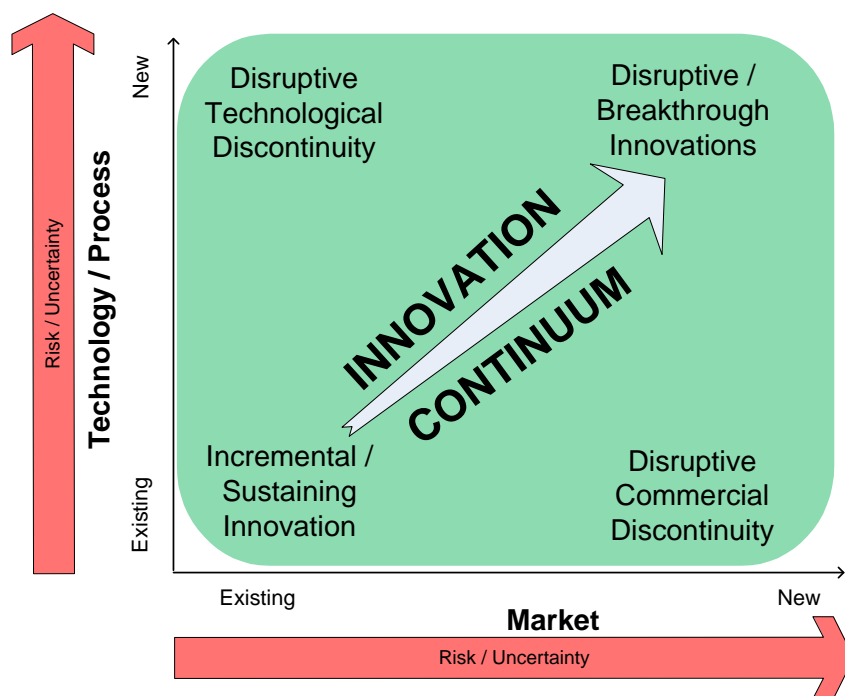 New
Disruptive
Technological
Discontinuity
Disruptive /
Breakthrough
Innovations
Technology / Process
Risk / Uncertainty
INNOVATION
CONTINUUM
Existing
Incremental /
Sustaining
Innovation
Disruptive
Commercial
Discontinuity
Existing
New
Market
Risk / Uncertainty